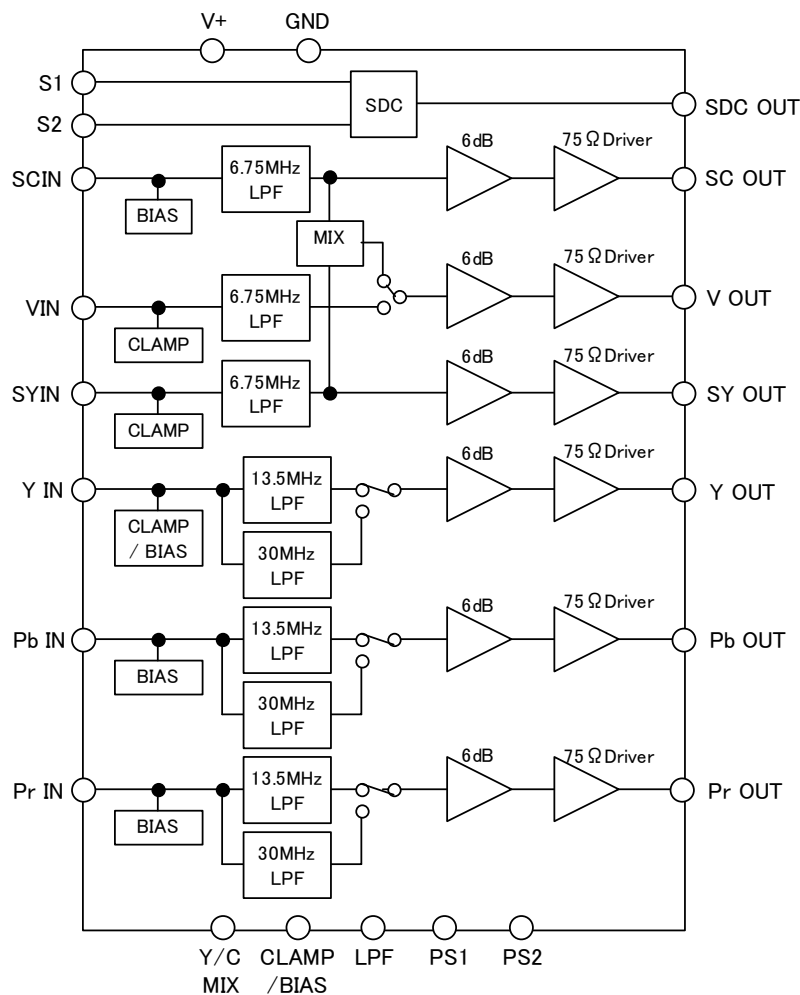 V+ GND
S1
S2
SDC
SDC OUT
SCIN
BIAS
6.75MHz
LPF
6dB
75ΩDriver
SC OUT
MIX
VIN
CLAMP
6.75MHz
LPF
6dB
75ΩDriver
V OUT
SYIN
CLAMP
6.75MHz
LPF
6dB
75ΩDriver
SY OUT
Y IN
CLAMP
/ BIAS
13.5MHz
LPF
30MHz
LPF
6dB
75ΩDriver
Y OUT
Pb IN
BIAS
13.5MHz
LPF
30MHz
LPF
6dB
75ΩDriver
Pb OUT
Pr IN
BIAS
13.5MHz
LPF
30MHz
LPF
6dB
75ΩDriver
Pr OUT
Y/C
MIX
CLAMP
/BIAS
LPF
PS1
PS2